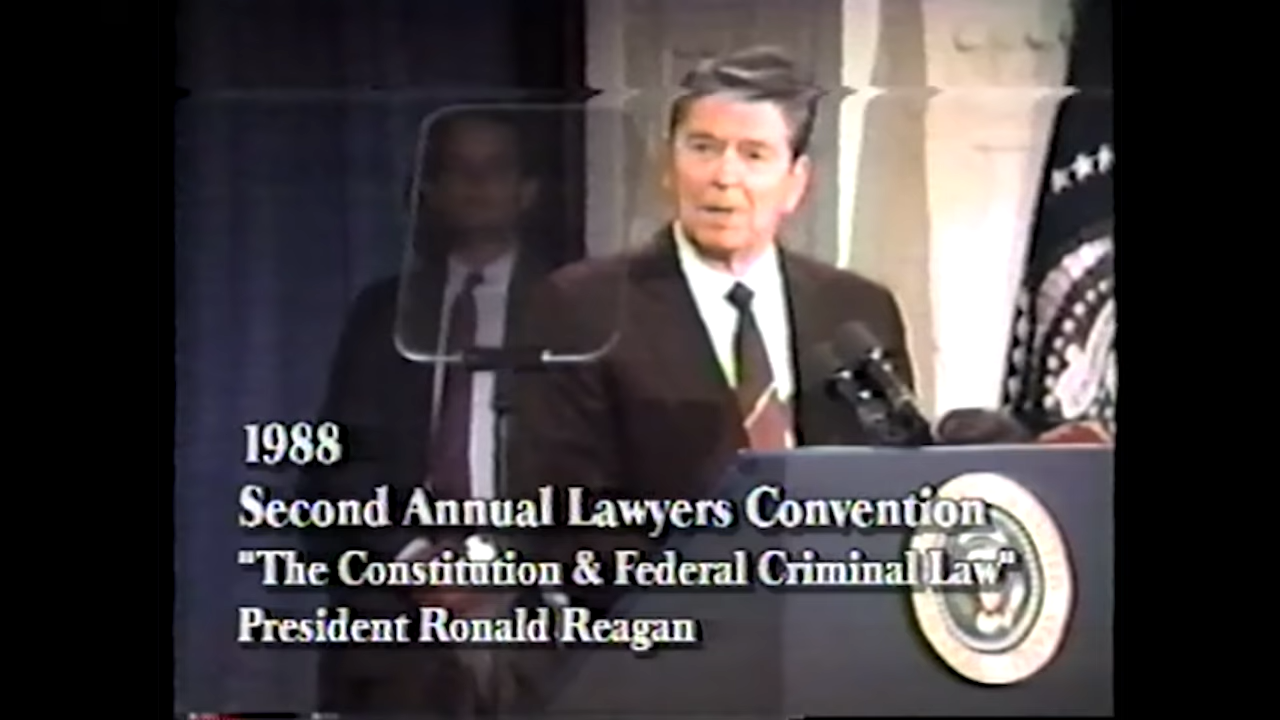 1988
Second Annual Lawyers Convention
"The Constitution & Federal Criminal Law"
President Ronald Reagan